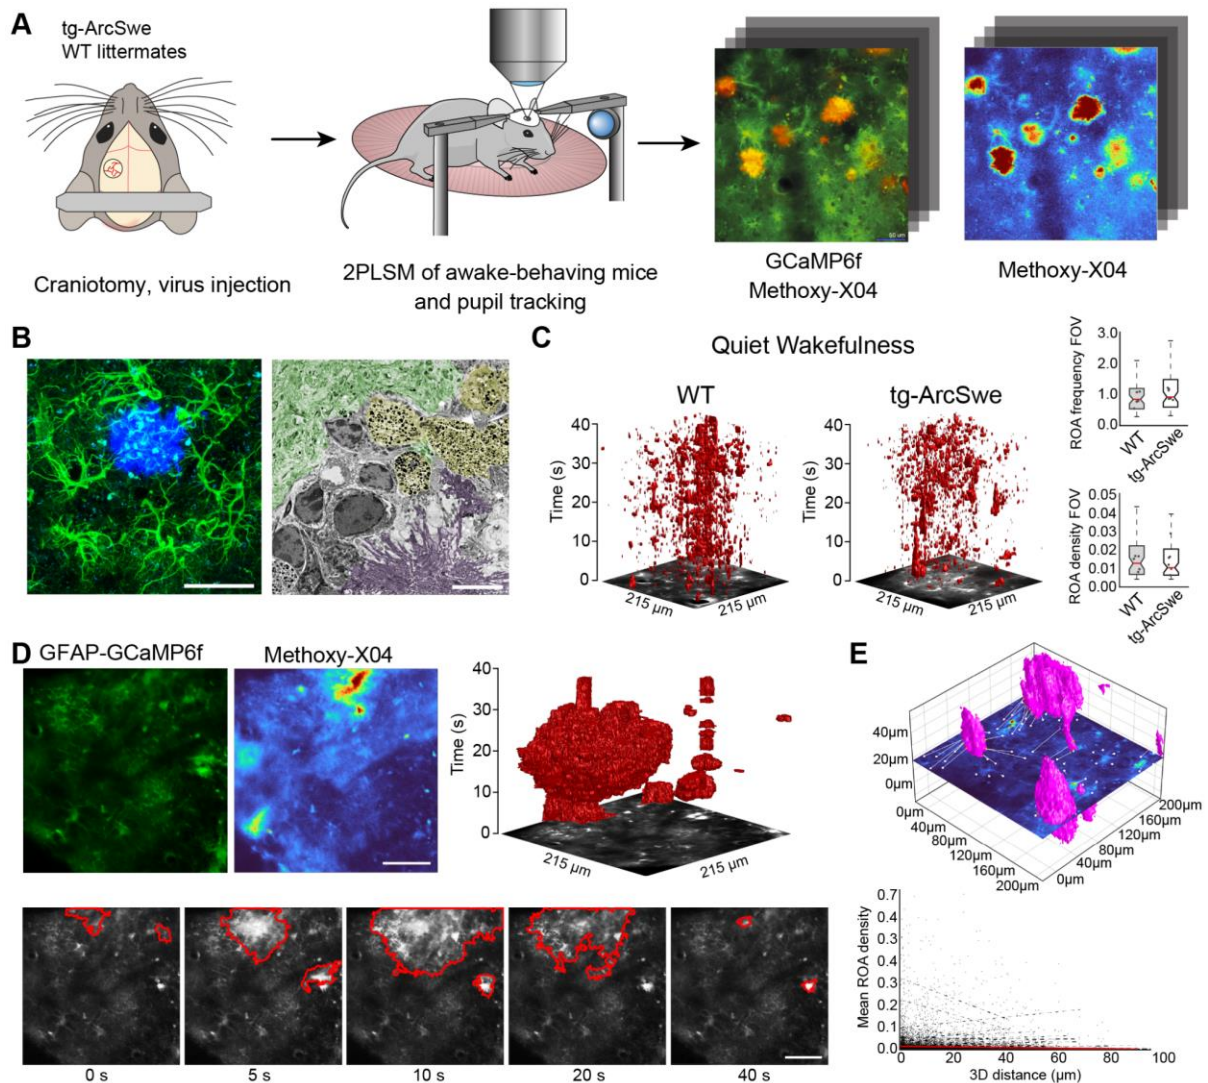 A
tg-ArcSwe
WT littermates
Craniotomy, virus injection
2PLSM of awake-behaving mice
and pupil tracking
50 µm
GCaMP6f
Methoxy-X04
Methoxy-X04
B
C
Quiet Wakefulness
WT
tg-ArcSwe
Time (s)
40
30
20
10
0
215 µm
215 µm
Time (s)
40
30
20
10
0
215 µm
215 µm
ROA frequency FOV
3.0
2.0
1.0
0.0
WT
tg-ArcSwe
ROA density FOV
0.05
0.04
0.03
0.02
0.01
0.00
WT
tg-ArcSwe
D
GFAP-GCaMP6f
Methoxy-X04
Time (s)
40
30
20
10
0
215 µm
215 µm
0 s
5 s
10 s
20 s
40 s
E
40µm
20µm
0µm
0µm
40µm
80µm
120µm
160µm
200µm
200µm
160µm
120µm
80µm
40µm
0µm
Mean ROA density
0.7
0.4
0.3
0.4
0.3
0.2
0.1
0.0
0
20
40
60
80
100
3D distance (µm)